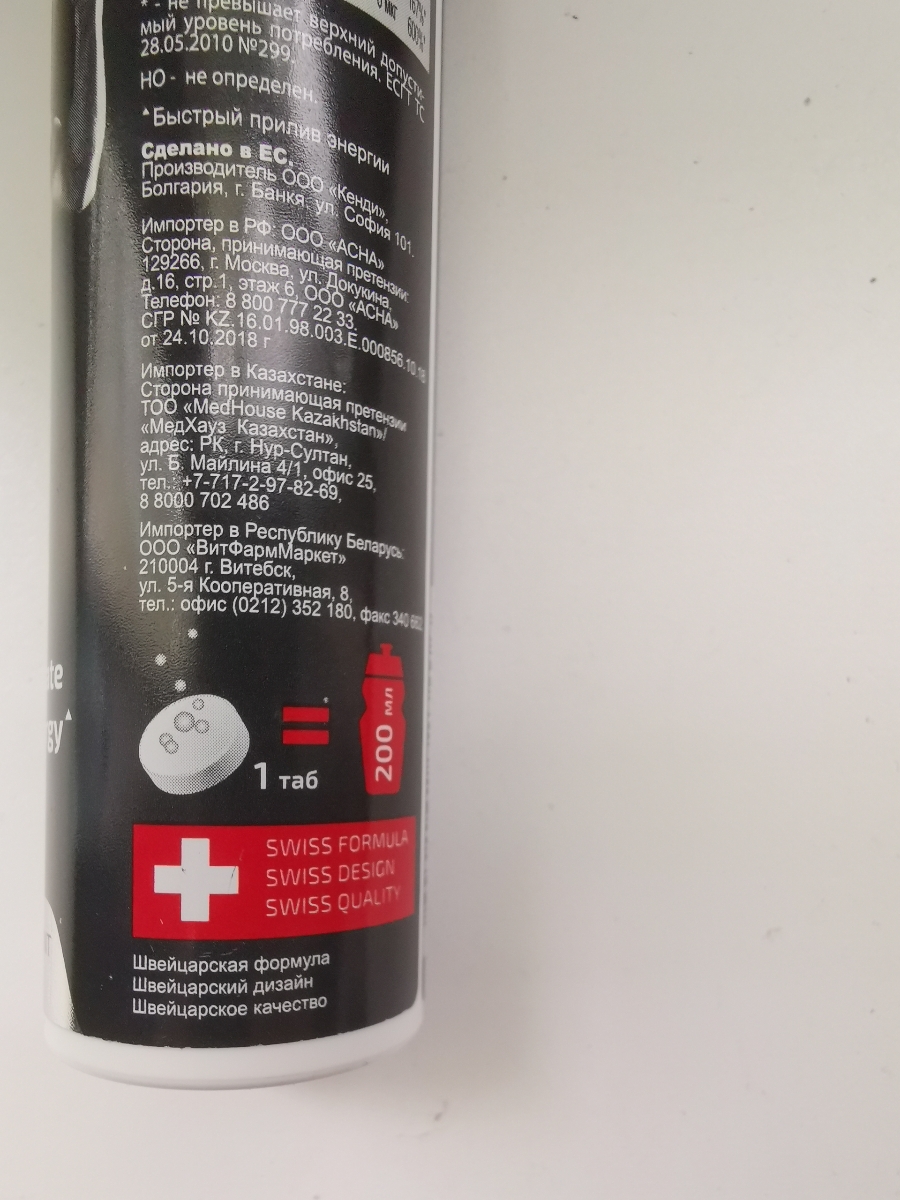 167%*
0 мкг 600%*
* - не превышает верхний допусти-
мый уровень потребления. ЕСГТ ТС
28.05.2010 №299.
НО - не определен.
▲Быстрый прилив энергии
Сделано в ЕС.
Производитель ООО «Кенди»,
Болгария, г. Банкя, ул. София 101.
Импортер в РФ: ООО «АСНА»
Сторона, принимающая претензии:
129266, г. Москва, ул. Докукина,
д.16, стр.1, этаж 6, ООО «АСНА»
Телефон: 8 800 777 22 33.
СГР № KZ.16.01.98.003.E.000856.10.18
от 24.10.2018 г
Импортер в Казахстане:
Сторона принимающая претензии
ТОО «MedHouse Kazakhstan»/
«МедХауз Казахстан»,
адрес: РК, г. Нур-Султан,
ул. Б. Майлина 4/1, офис 25,
тел.: +7-717-2-97-82-69,
8 8000 702 486
Импортер в Республику Беларусь:
ООО «ВитФармМаркет»
210004 г. Витебск,
ул. 5-я Кооперативная, 8,
тел.: офис (0212) 352 180, факс 340 662
te
gy▲
1 таб
=
200 мл
SWISS FORMULA
SWISS DESIGN
SWISS QUALITY
Швейцарская формула
Швейцарский дизайн
Швейцарское качество